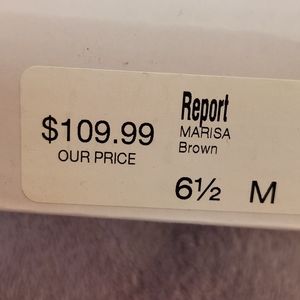 $109.99
OUR PRICE
Report
MARISA
Brown
6½ M